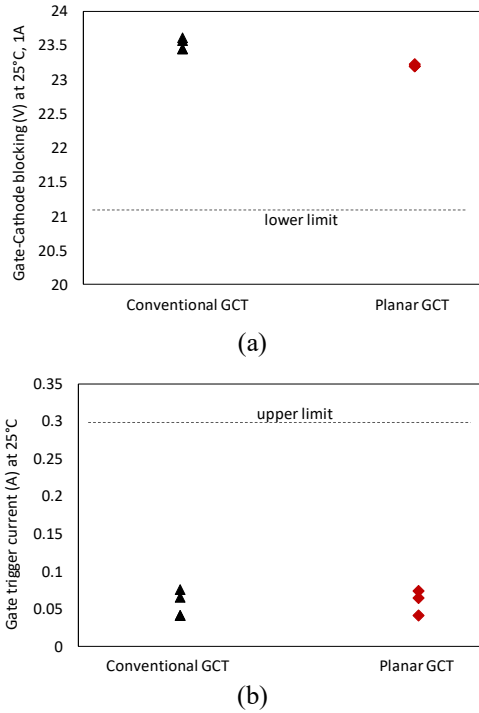 Gate-Cathode blocking (V) at 25°C, 1A
24
23.5
23
22.5
22
21.5
21
20.5
20
lower limit
Conventional GCT
Planar GCT
(a)
Gate trigger current (A) at 25°C
0.35
0.3
0.25
0.2
0.15
0.1
0.05
0
upper limit
Conventional GCT
Planar GCT
(b)